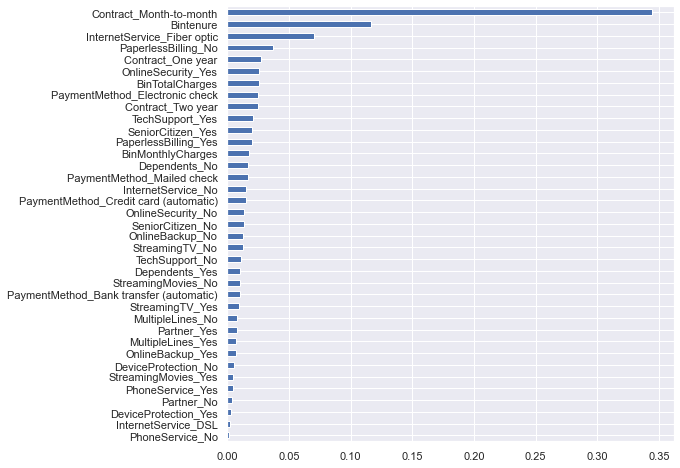 Contract_Month-to-month
Bintenure
InternetService_Fiber optic
PaperlessBilling_No
Contract_One year
OnlineSecurity_Yes
BinTotalCharges
PaymentMethod_Electronic check
Contract_Two year
TechSupport_Yes
SeniorCitizen_Yes
PaperlessBilling_Yes
BinMonthlyCharges
Dependents_No
PaymentMethod_Mailed check
InternetService_No
PaymentMethod_Credit card (automatic)
OnlineSecurity_No
SeniorCitizen_No
OnlineBackup_No
StreamingTV_No
TechSupport_No
Dependents_Yes
StreamingMovies_No
PaymentMethod_Bank transfer (automatic)
StreamingTV_Yes
MultipleLines_No
Partner_Yes
MultipleLines_Yes
OnlineBackup_Yes
DeviceProtection_No
StreamingMovies_Yes
PhoneService_Yes
Partner_No
DeviceProtection_Yes
InternetService_DSL
PhoneService_No
0.00 0.05 0.10 0.15 0.20 0.25 0.30 0.35